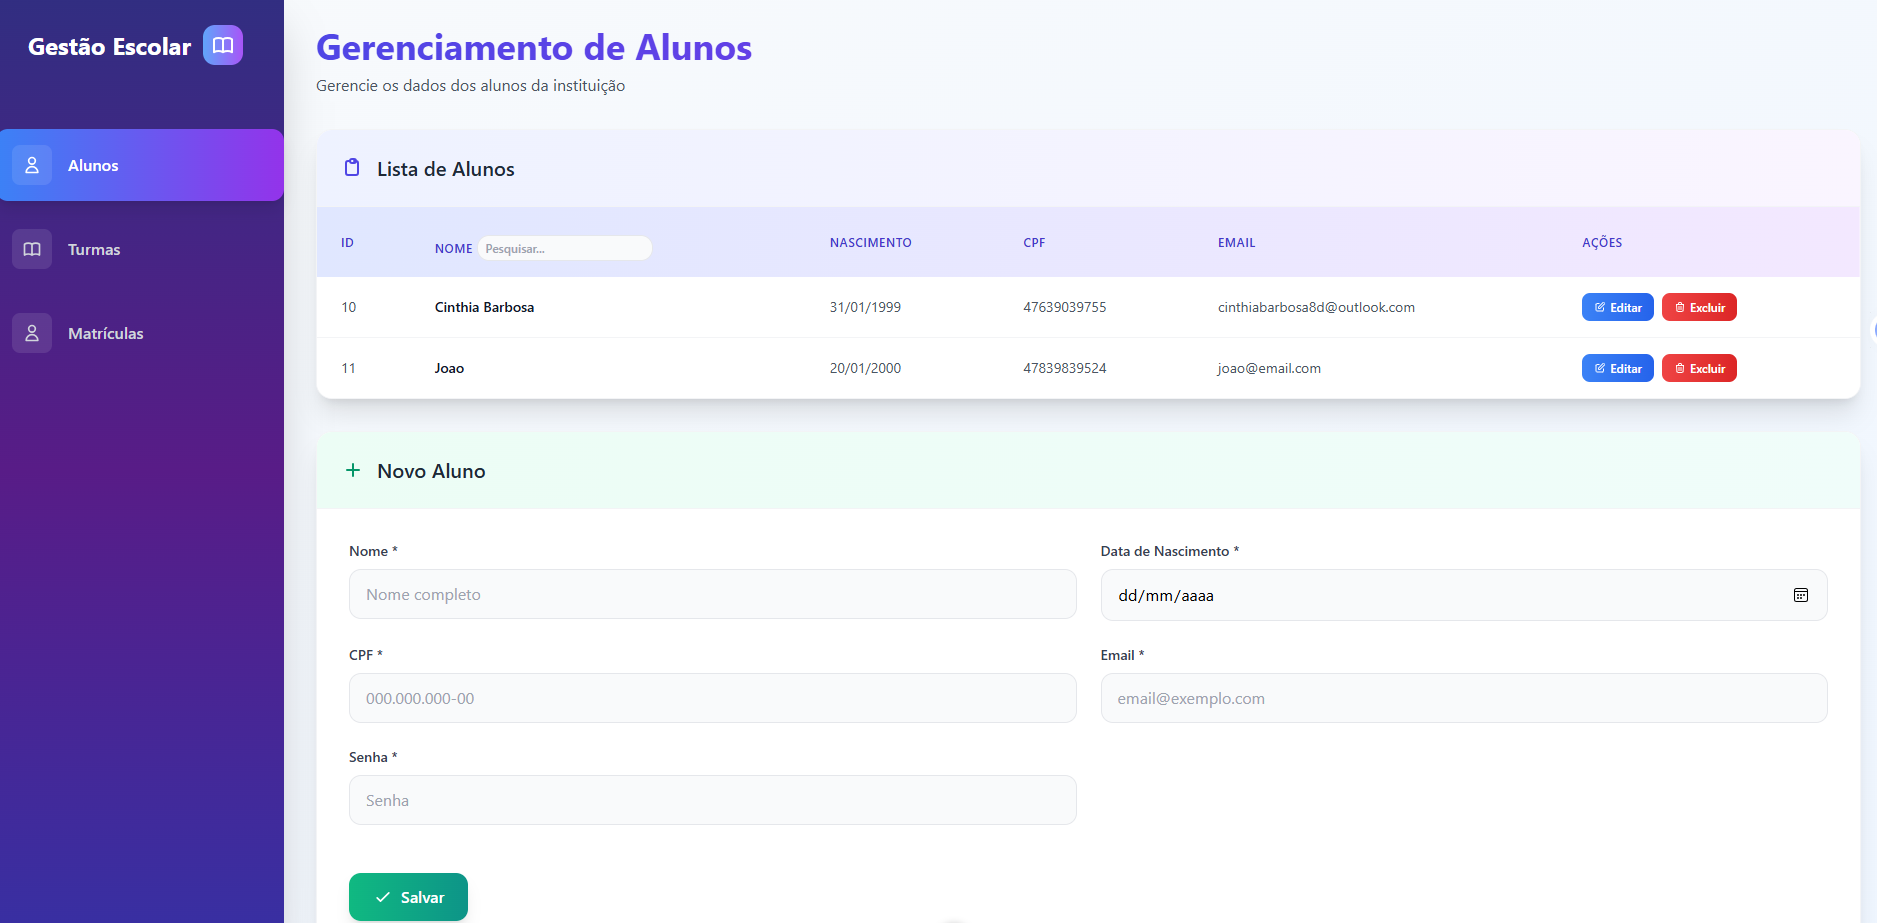 Gestão Escolar
Alunos
Turmas
Matrículas
Gerenciamento de Alunos
Gerencie os dados dos alunos da instituição
Lista de Alunos
ID NOME Pesquisar... NASCIMENTO CPF EMAIL AÇÕES
10 Cinthia Barbosa 31/01/1999 47639039755 cinthiabarbosa8d@outlook.com Editar Excluir
11 Joao 20/01/2000 47839839524 joao@email.com Editar Excluir
Novo Aluno
Nome * Data de Nascimento *
Nome completo dd/mm/aaaa
CPF * Email *
000.000.000-00 email@exemplo.com
Senha *
Senha
Salvar